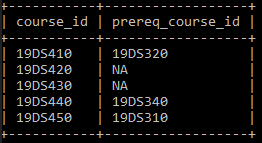 +-----------+-------------------+
| course_id | prereq_course_id |
+-----------+-------------------+
| 19DS410 | 19DS320 |
| 19DS420 | NA |
| 19DS430 | NA |
| 19DS440 | 19DS340 |
| 19DS450 | 19DS310 |
+-----------+-------------------+